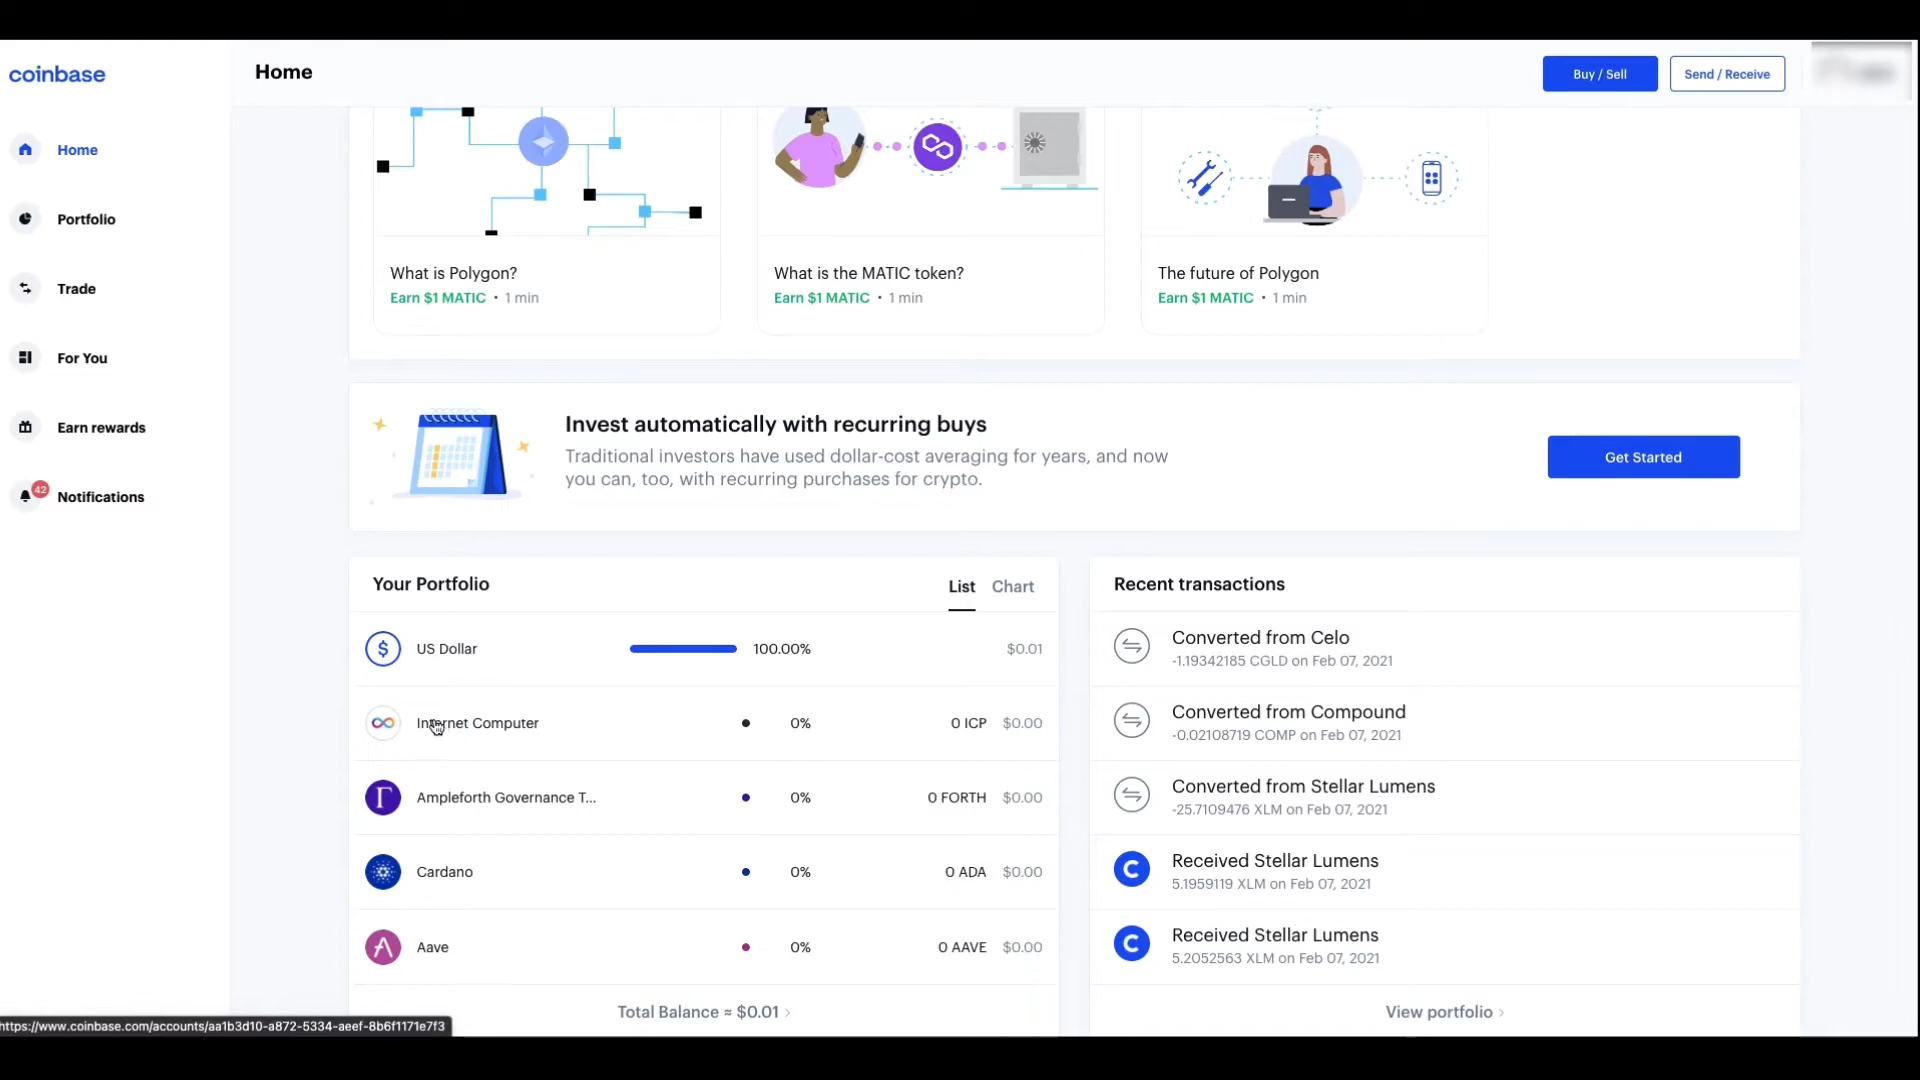 coinbase
Home
Buy / Sell
Send / Receive
Home
Portfolio
Trade
For You
Earn rewards
42
Notifications
What is Polygon?
Earn $1 MATIC • 1 min
What is the MATIC token?
Earn $1 MATIC • 1 min
The future of Polygon
Earn $1 MATIC • 1 min
Invest automatically with recurring buys
Traditional investors have used dollar-cost averaging for years, and now
you can, too, with recurring purchases for crypto.
Get Started
Your Portfolio
List
Chart
US Dollar 100.00% $0.01
Internet Computer 0% 0 ICP $0.00
Ampleforth Governance T... 0% 0 FORTH $0.00
Cardano 0% 0 ADA $0.00
Aave 0% 0 AAVE $0.00
Total Balance ≈ $0.01 >
Recent transactions
Converted from Celo
-1.19342185 CGLD on Feb 07, 2021
Converted from Compound
-0.02108719 COMP on Feb 07, 2021
Converted from Stellar Lumens
-25.7109476 XLM on Feb 07, 2021
Received Stellar Lumens
5.1959119 XLM on Feb 07, 2021
Received Stellar Lumens
5.2052563 XLM on Feb 07, 2021
View portfolio >
https://www.coinbase.com/accounts/aa1b3d10-a872-5334-aeef-8b6f1171e7f3